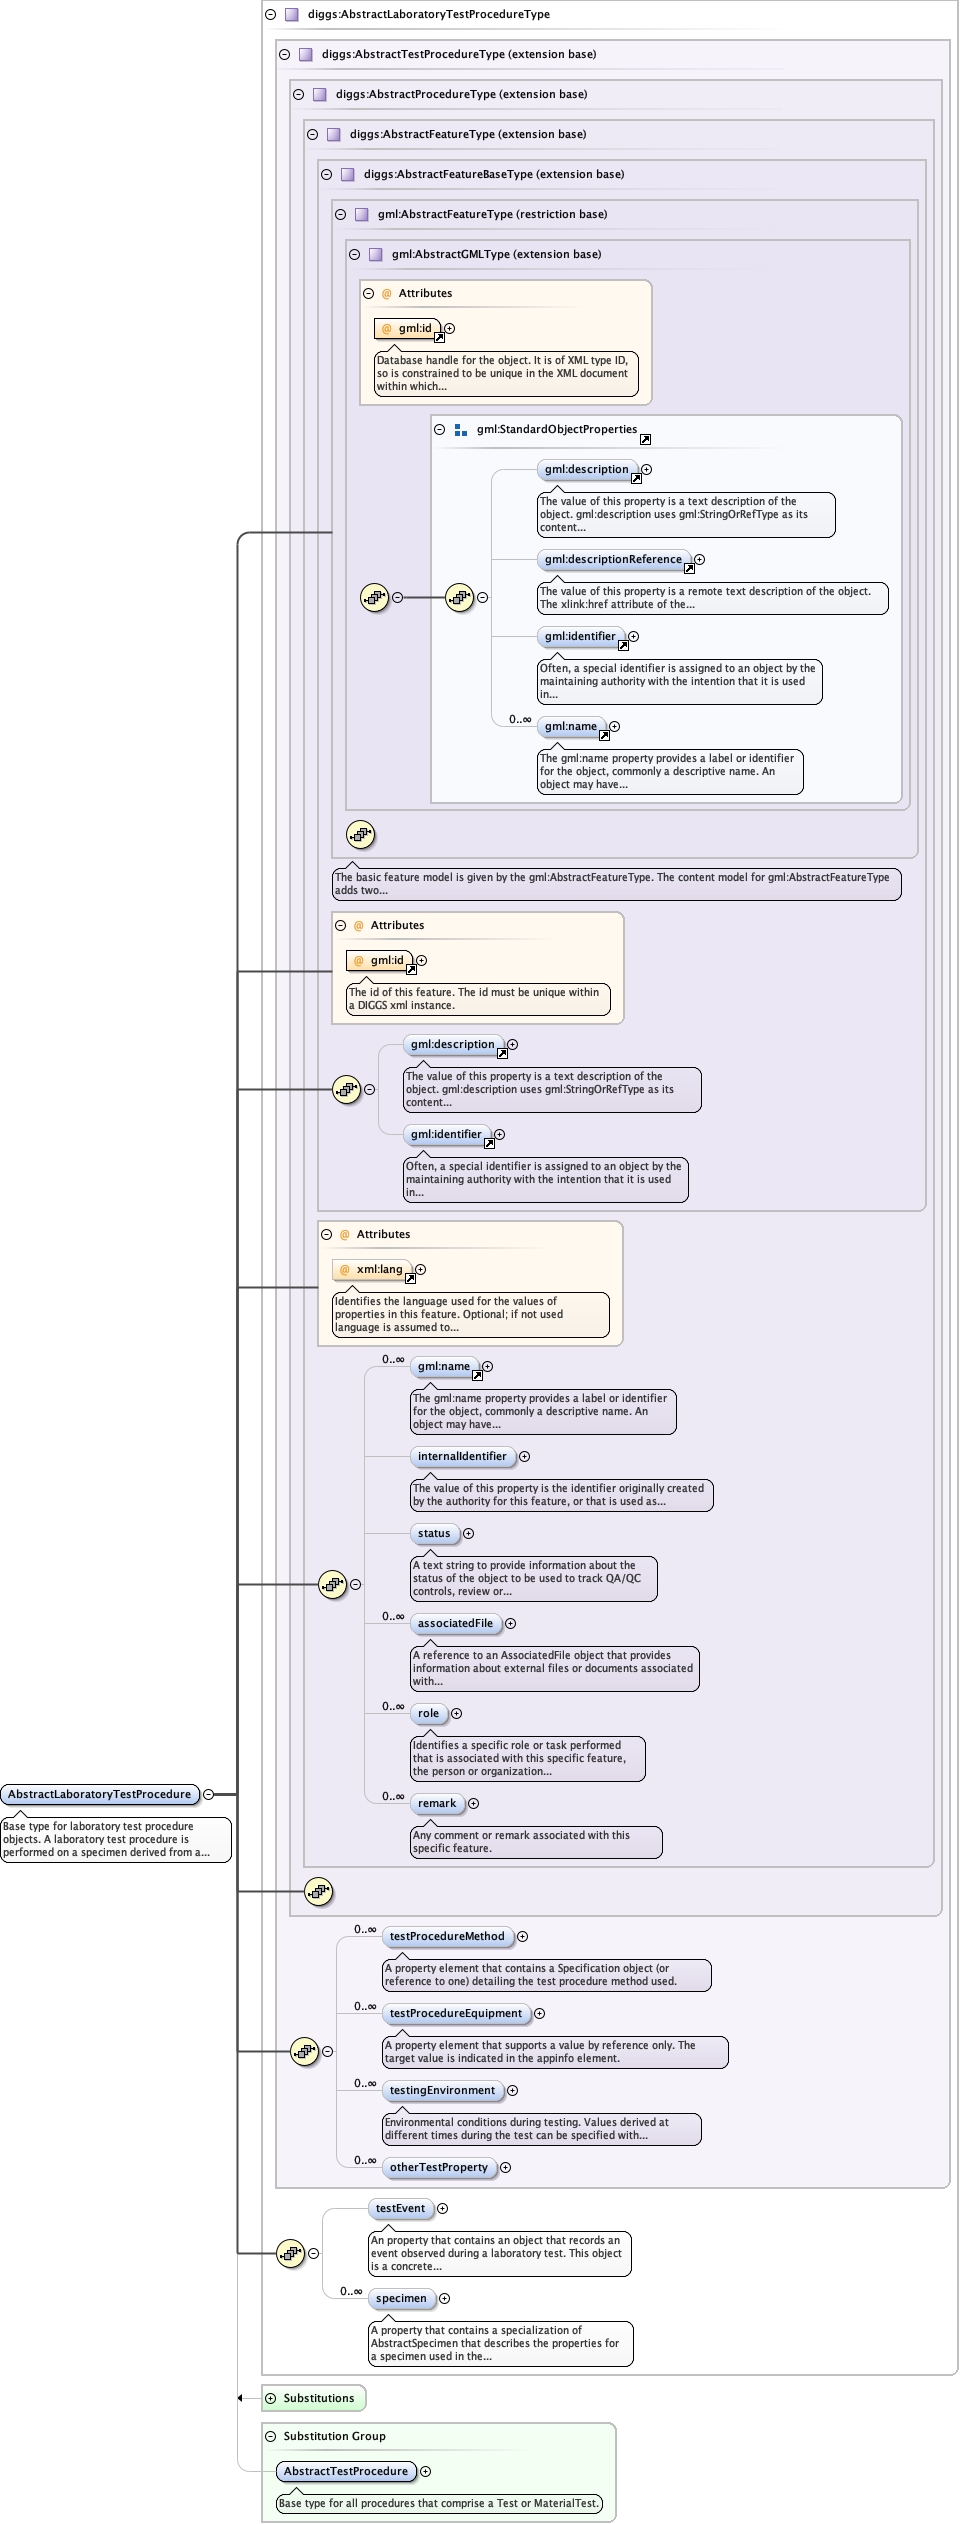 diggs:AbstractLaboratoryTestProcedureType
diggs:AbstractTestProcedureType (extension base)
diggs:AbstractProcedureType (extension base)
diggs:AbstractFeatureType (extension base)
diggs:AbstractFeatureBaseType (extension base)
gml:AbstractFeatureType (restriction base)
gml:AbstractGMLType (extension base)
@ Attributes
@ gml:id
Database handle for the object. It is of XML type ID,
so is constrained to be unique in the XML document
within which...
gml:StandardObjectProperties
gml:description
The value of this property is a text description of the
object. gml:description uses gml:StringOrRefType as its
content...
gml:descriptionReference
The value of this property is a remote text description of the object.
The xlink:href attribute of the...
gml:identifier
Often, a special identifier is assigned to an object by the
maintaining authority with the intention that it is used
in...
0..∞
gml:name
The gml:name property provides a label or identifier
for the object, commonly a descriptive name. An
object may have...
The basic feature model is given by the gml:AbstractFeatureType. The content model for gml:AbstractFeatureType
adds two...
@ Attributes
@ gml:id
The id of this feature. The id must be unique within
a DIGGS xml instance.
gml:description
The value of this property is a text description of the
object. gml:description uses gml:StringOrRefType as its
content...
gml:identifier
Often, a special identifier is assigned to an object by the
maintaining authority with the intention that it is used
in...
@ Attributes
@ xml:lang
Identifies the language used for the values of
properties in this feature. Optional; if not used
language is assumed to...
0..∞
gml:name
The gml:name property provides a label or identifier
for the object, commonly a descriptive name. An
object may have...
internalIdentifier
The value of this property is the identifier originally created
by the authority for this feature, or that is used as...
status
A text string to provide information about the
status of the object to be used to track QA/QC
controls, review or...
0..∞
associatedFile
A reference to an AssociatedFile object that provides
information about external files or documents associated
with...
0..∞
role
Identifies a specific role or task performed
that is associated with this specific feature,
the person or organization...
0..∞
remark
Any comment or remark associated with this
specific feature.
AbstractLaboratoryTestProcedure
Base type for laboratory test procedure
objects. A laboratory test procedure is
performed on a specimen derived from a...
0..∞
testProcedureMethod
A property element that contains a Specification object (or
reference to one) detailing the test procedure method used.
0..∞
testProcedureEquipment
A property element that supports a value by reference only. The
target value is indicated in the appinfo element.
0..∞
testingEnvironment
Environmental conditions during testing. Values derived at
different times during the test can be specified with...
0..∞
otherTestProperty
testEvent
An property that contains an object that records an
event observed during a laboratory test. This object
is a concrete...
0..∞
specimen
A property that contains a specialization of
AbstractSpecimen that describes the properties for
a specimen used in the...
Substitutions
Substitution Group
AbstractTestProcedure
Base type for all procedures that comprise a Test or MaterialTest.